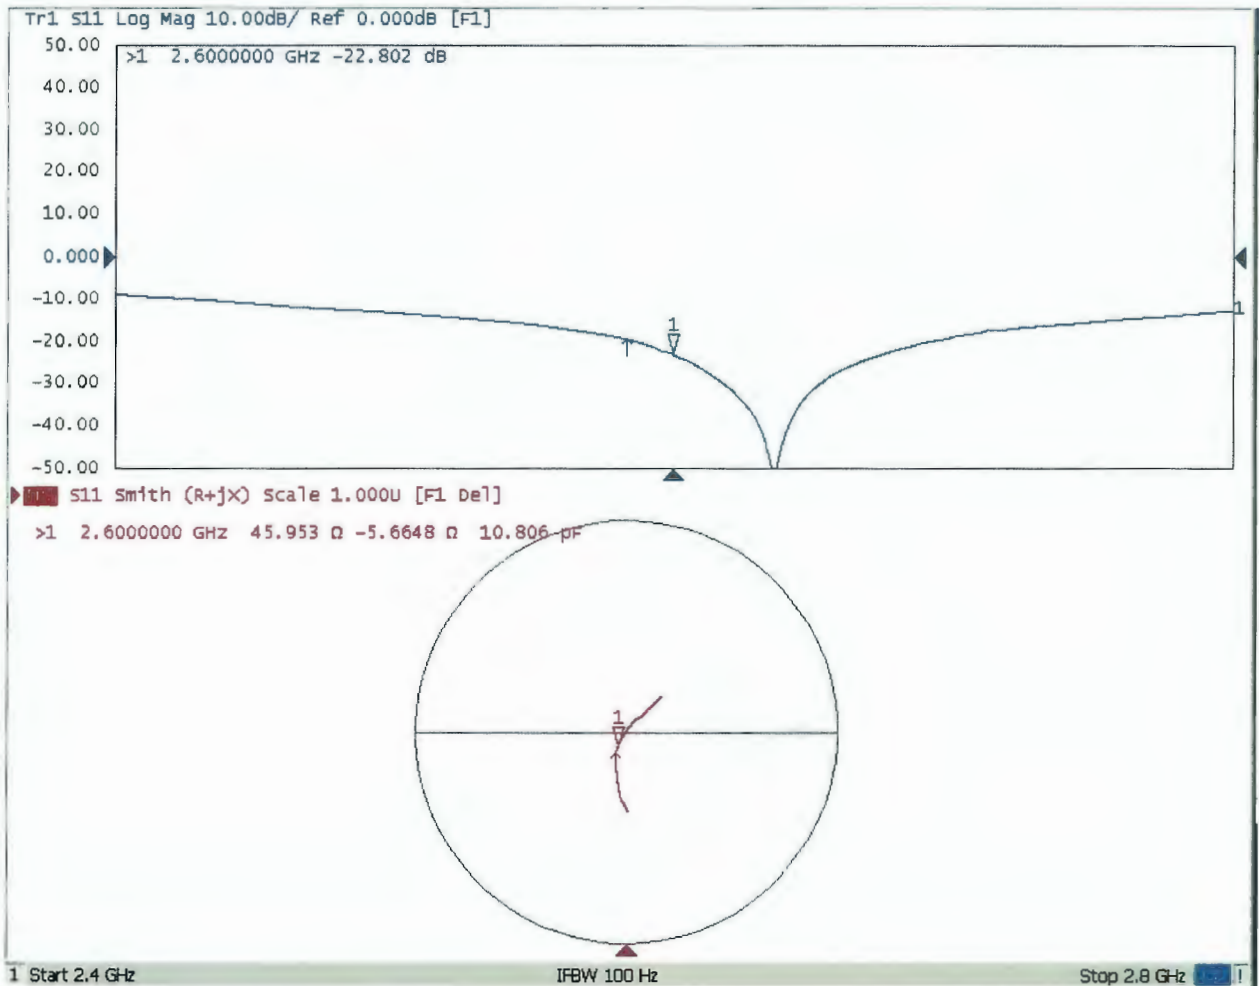 Tr1 S11 Log Mag 10.00dB/ Ref 0.000dB [F1]
50.00
>1 2.6000000 GHz -22.802 dB
40.00
30.00
20.00
10.00
0.000
-10.00
1
1
-20.00
-30.00
-40.00
-50.00
S11 Smith (R+jX) Scale 1.000U [F1 Del]
>1 2.6000000 GHz 45.953 Ω -5.6648 Ω 10.806 pF
1
1 Start 2.4 GHz IFBW 100 Hz Stop 2.8 GHz !